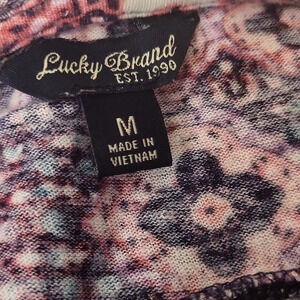 Lucky Brand
EST. 1990
M
MADE IN
VIETNAM